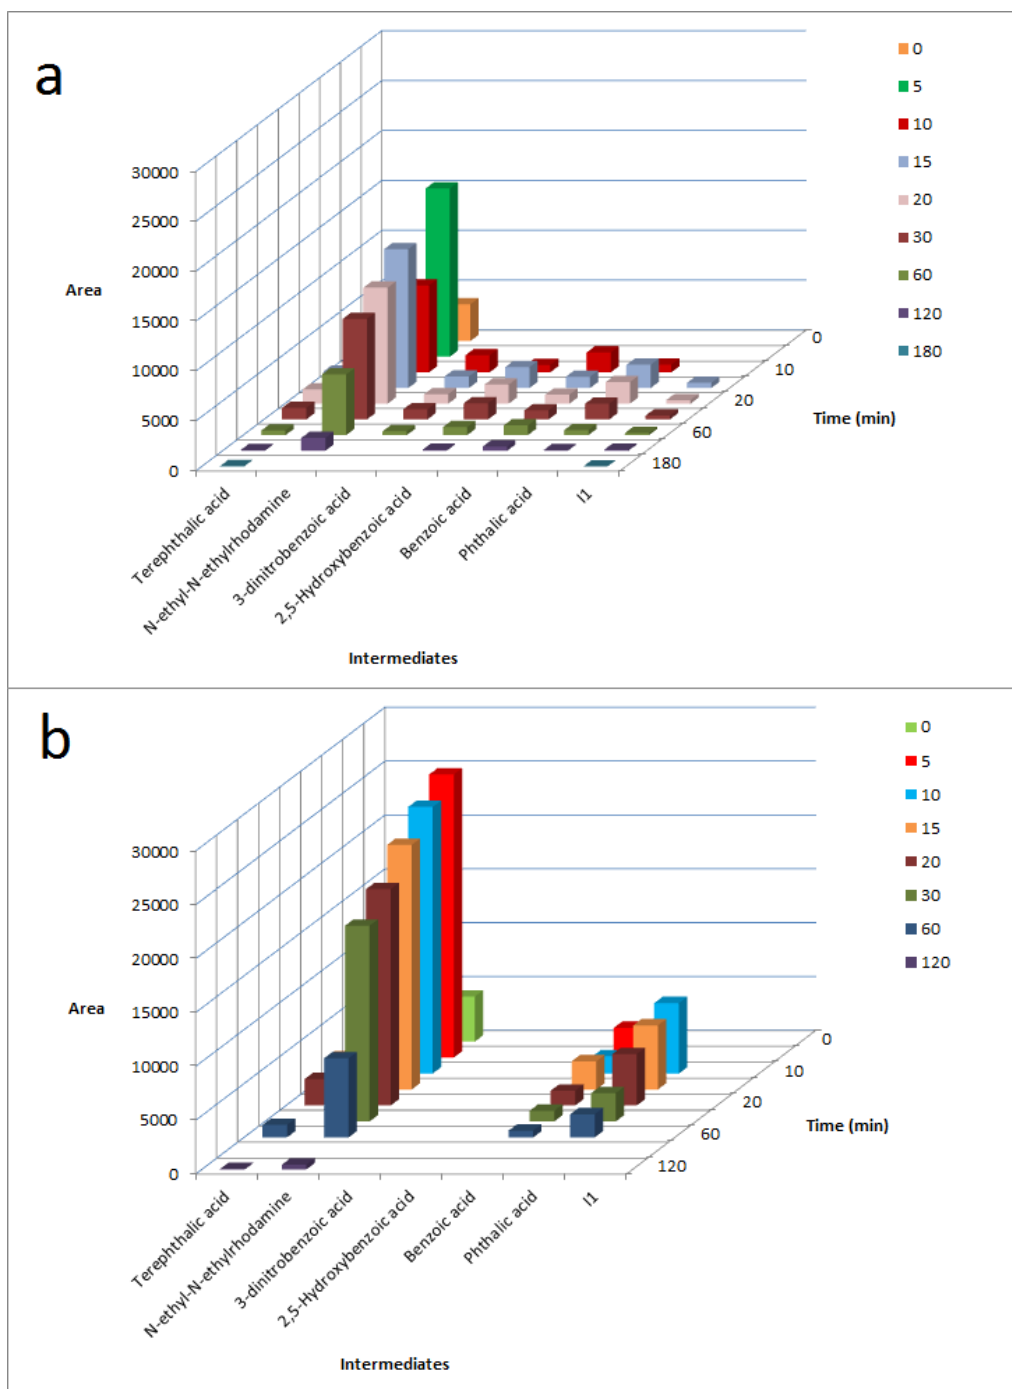 a
0
5
10
15
20
30
60
120
180
30000
25000
20000
15000
10000
5000
0
Area
0
10
20
60
180
Time (min)
Terephthalic acid
N-ethyl-N-ethylrhodamine
3-dinitrobenzoic acid
2,5-Hydroxybenzoic acid
Benzoic acid
Phthalic acid
I1
Intermediates
b
0
5
10
15
20
30
60
120
30000
25000
20000
15000
10000
5000
0
Area
0
10
20
60
120
Time (min)
Terephthalic acid
N-ethyl-N-ethylrhodamine
3-dinitrobenzoic acid
2,5-Hydroxybenzoic acid
Benzoic acid
Phthalic acid
I1
Intermediates